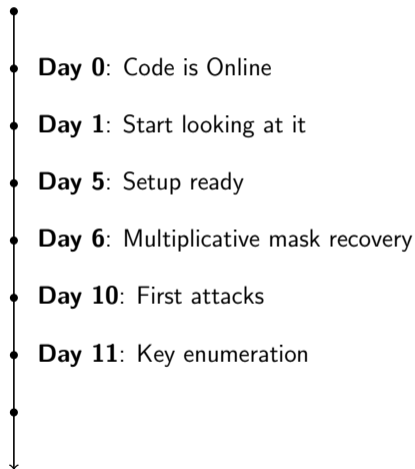 Day 0: Code is Online
Day 1: Start looking at it
Day 5: Setup ready
Day 6: Multiplicative mask recovery
Day 10: First attacks
Day 11: Key enumeration